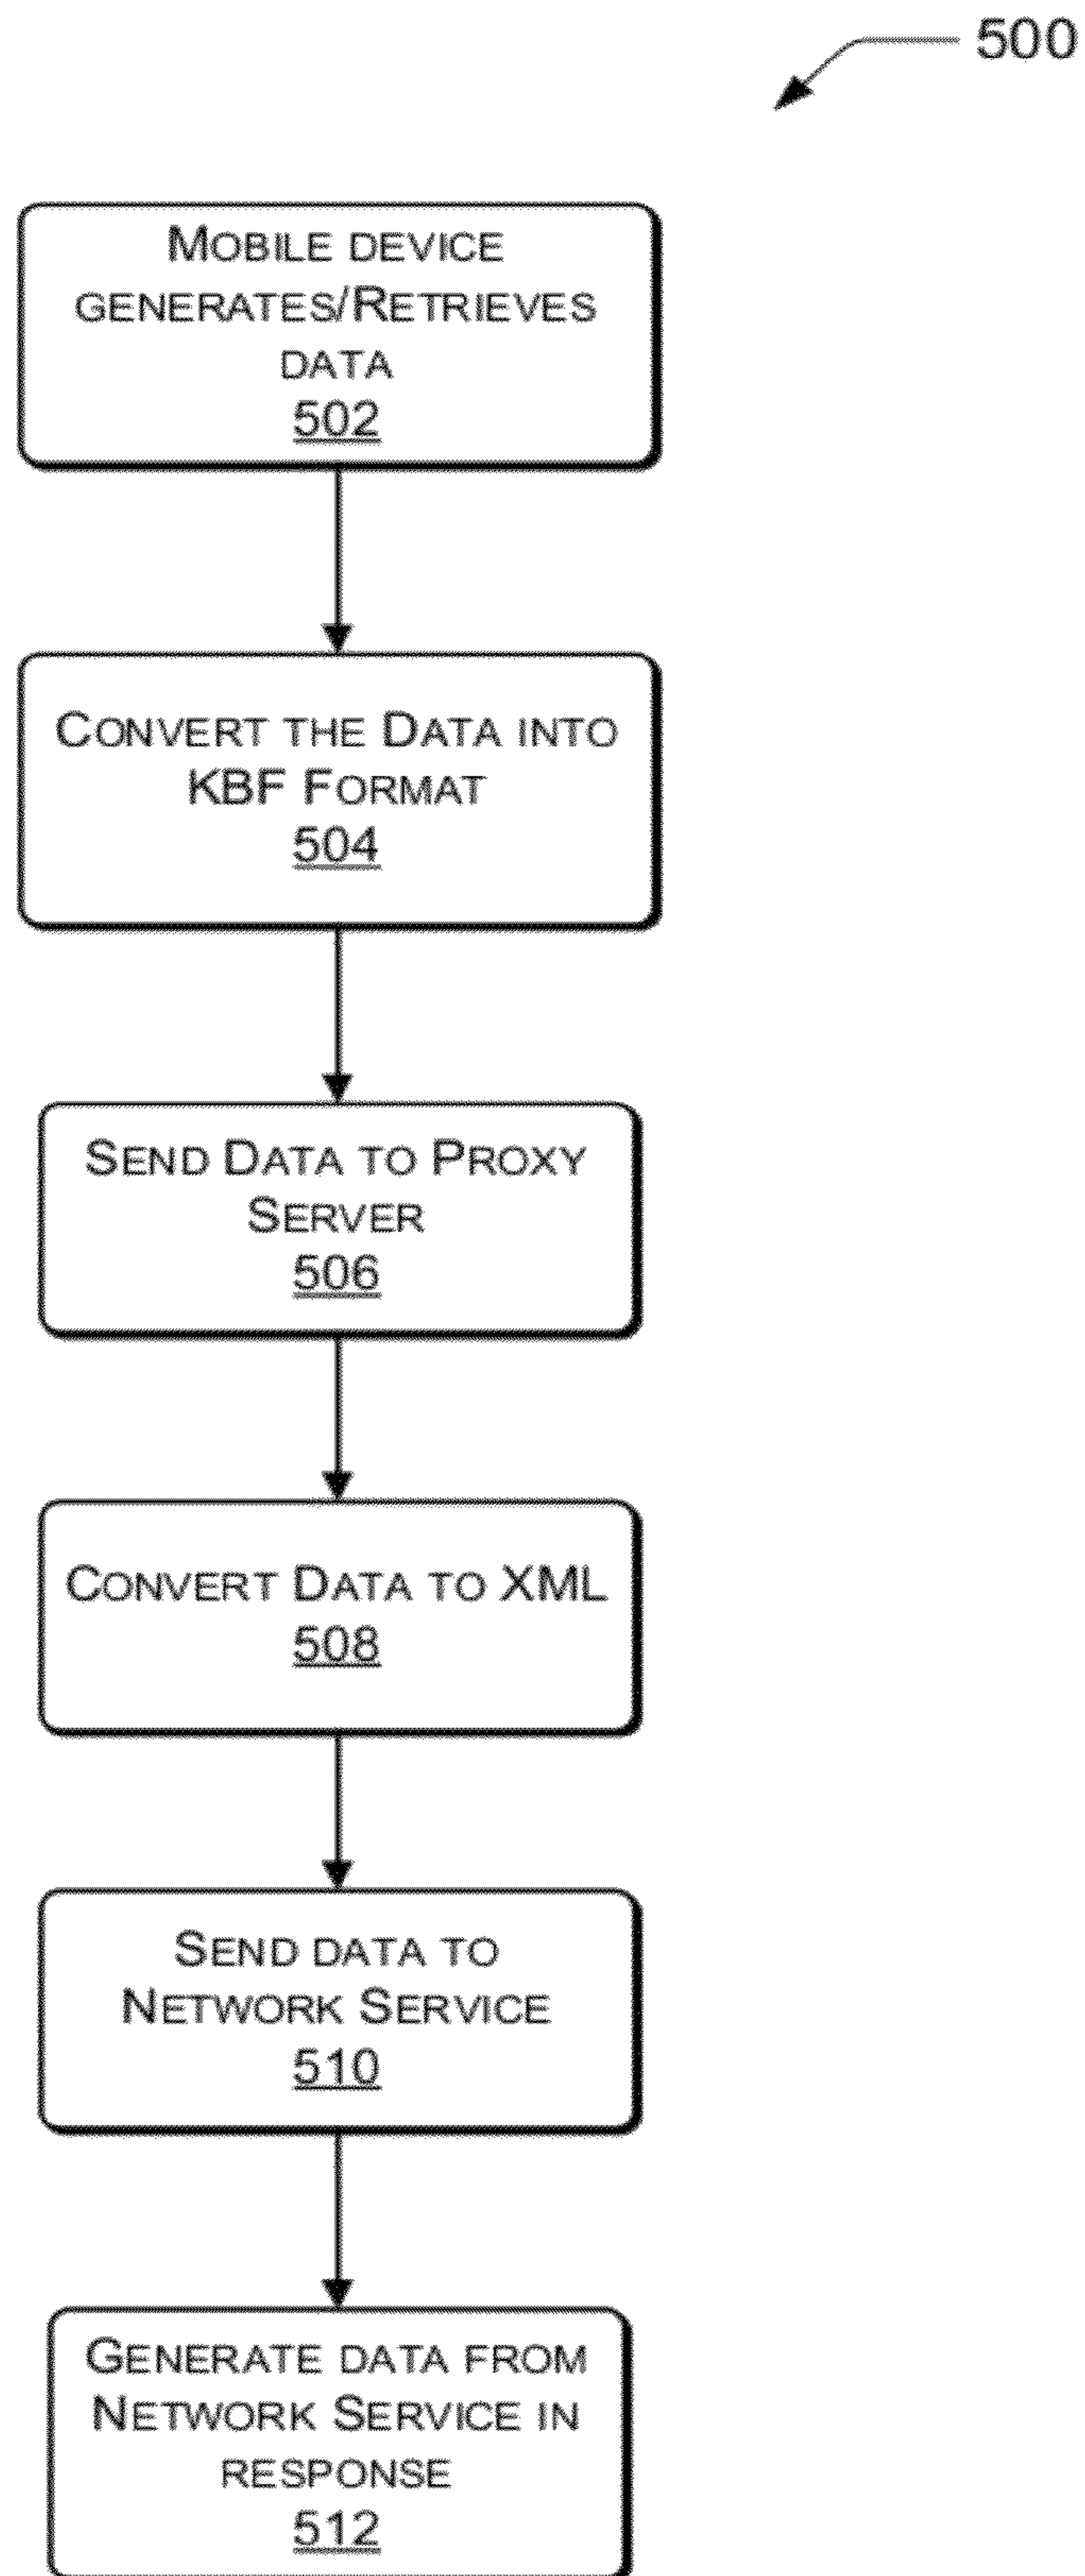 500
MOBILE DEVICE
GENERATES/RETRIEVES
DATA
502
CONVERT THE DATA INTO
KBF FORMAT
504
SEND DATA TO PROXY
SERVER
506
CONVERT DATA TO XML
508
SEND DATA TO
NETWORK SERVICE
510
GENERATE DATA FROM
NETWORK SERVICE IN
RESPONSE
512